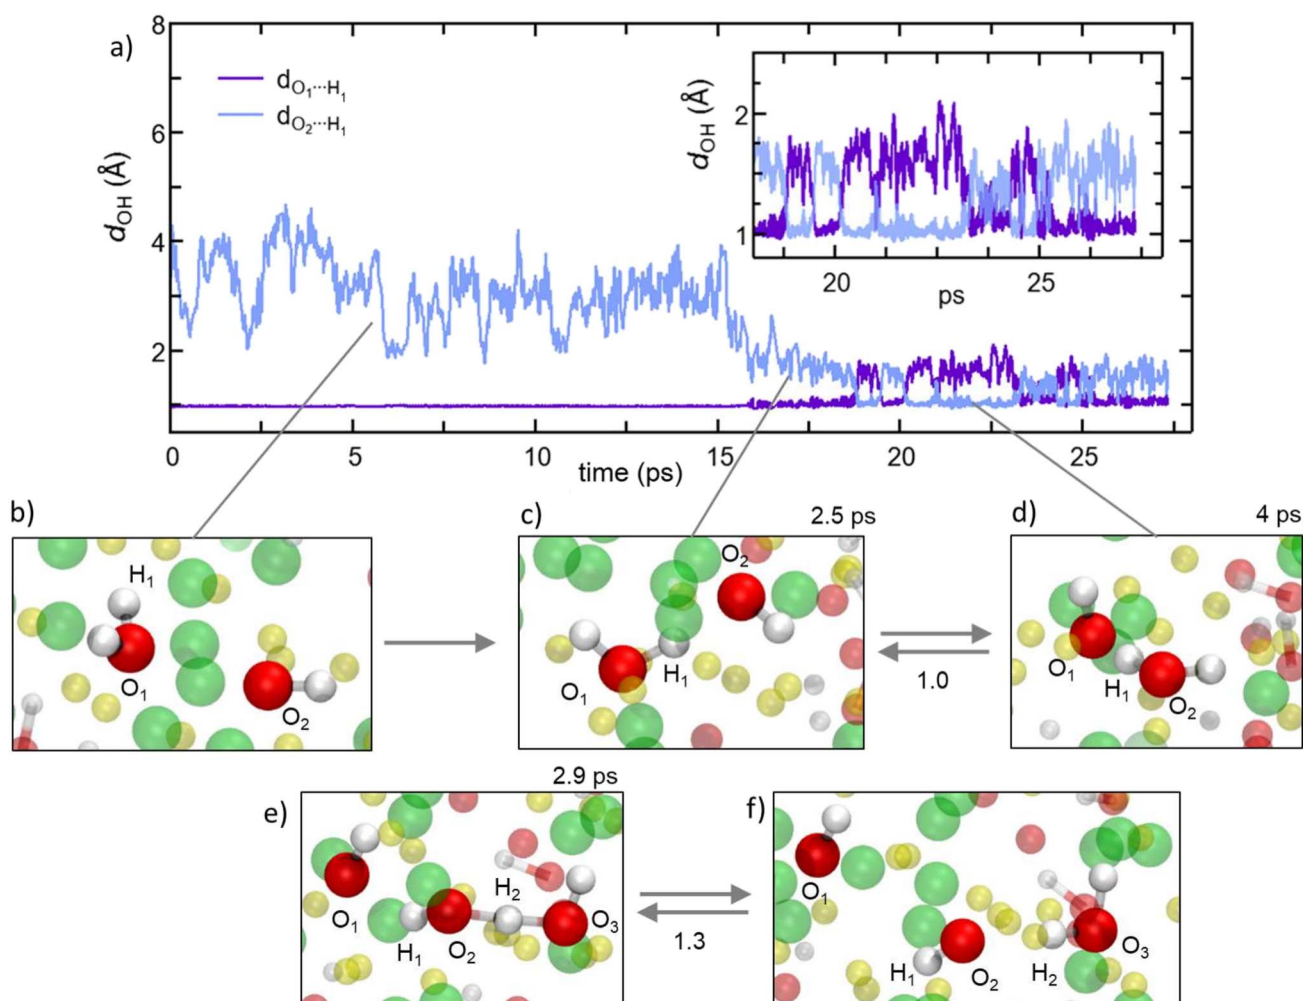 a)
8
6
4
2
d_OH (Å)
d_O₁···H₁
d_O₂···H₁
2
1
d_OH (Å)
20 25
ps
0 5 10 15 20 25
time (ps)
b)
H₁
O₁
O₂
c)
2.5 ps
O₂
O₁
H₁
1.0
d)
4 ps
O₁
H₁
O₂
e)
2.9 ps
O₁
H₁
O₂
H₂
O₃
1.3
f)
O₁
H₁
O₂
H₂
O₃